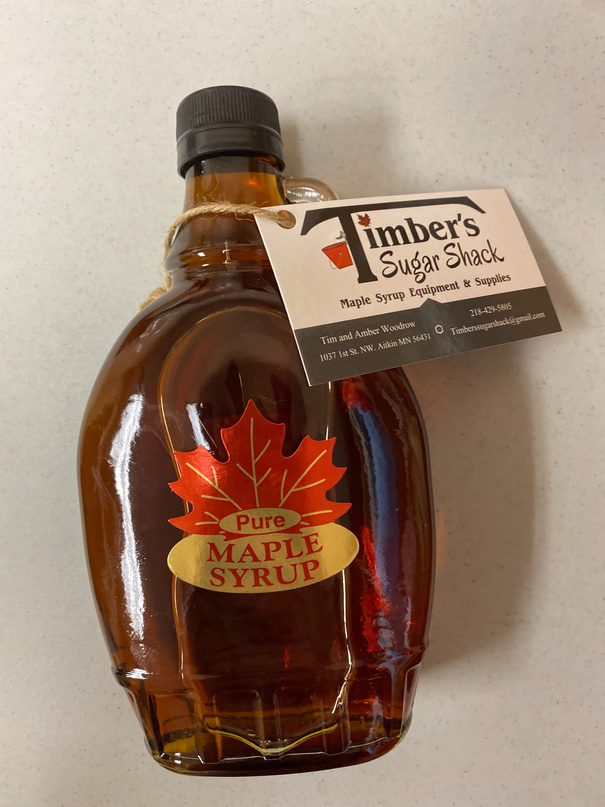 Timber's
Sugar Shack
Maple Syrup Equipment & Supplies
Tim and Amber Woodrow
218-429-5805
1037 1st St. NW. Aitkin MN 56431
Timberssugarshack@gmail.com
Pure
MAPLE
SYRUP